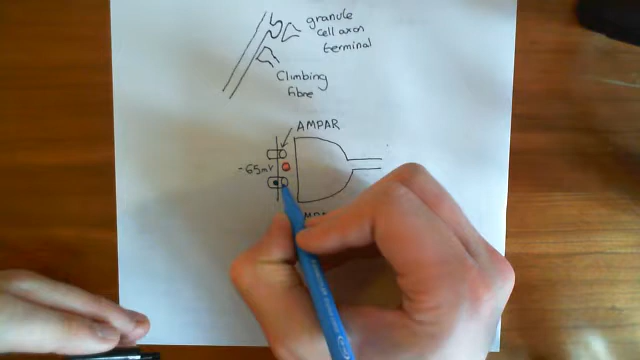 granule
cell axon
terminal
Climbing
fibre
AMPAR
-65mV